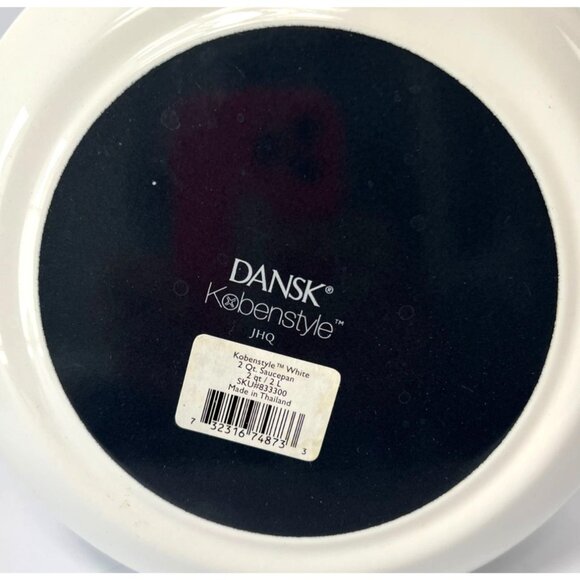 DANSK®
Kobenstyle™
JHQ
Kobenstyle™ White
2 Qt. Saucepan
2 qt / 2 L
SKU#833300
Made in Thailand
7 32316 74873 3